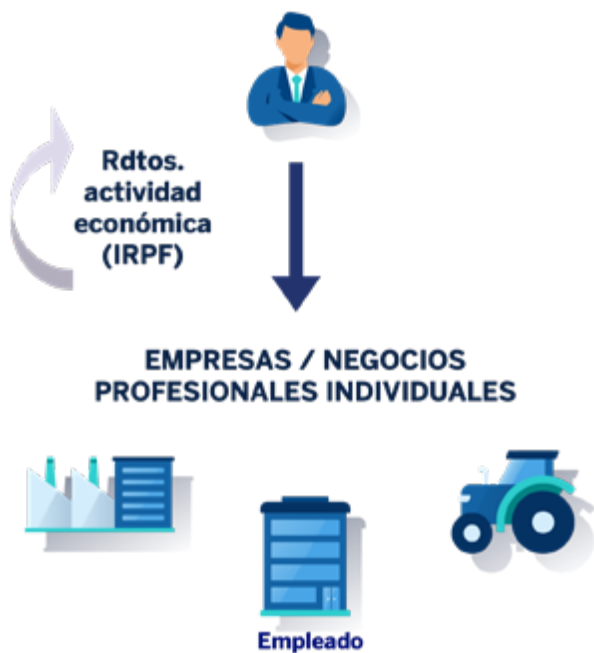 Rdtos.
actividad
económica
(IRPF)
EMPRESAS / NEGOCIOS
PROFESIONALES INDIVIDUALES
Empleado